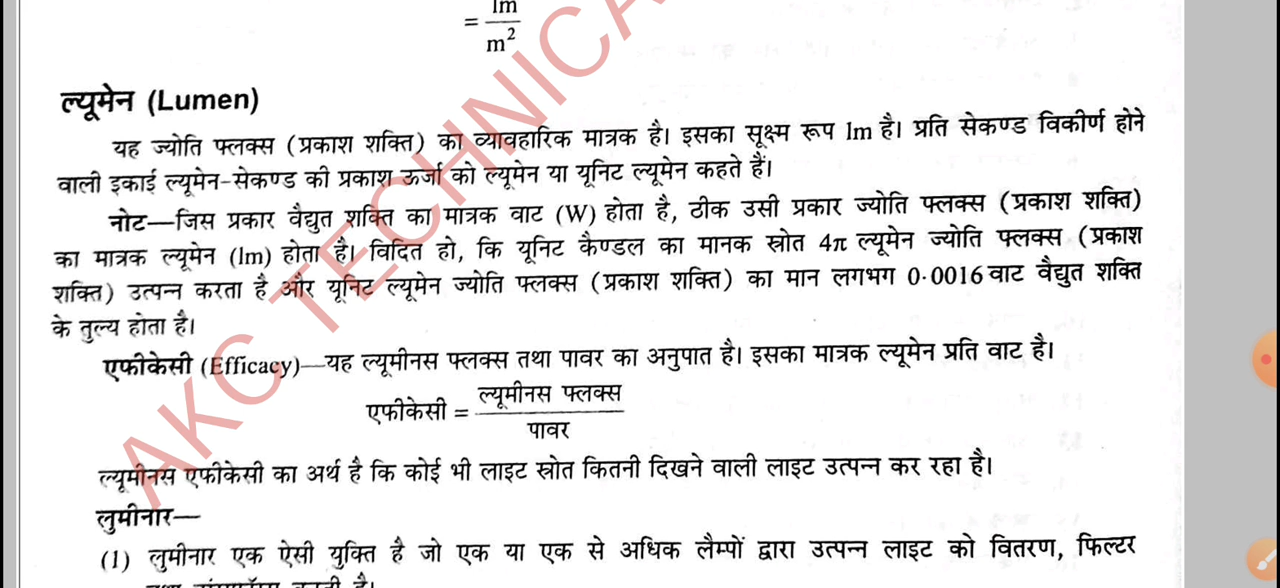 = lm/m²
ल्यूमेन (Lumen)
यह ज्योति फ्लक्स (प्रकाश शक्ति) का व्यावहारिक मात्रक है। इसका सूक्ष्म रूप lm है। प्रति सेकण्ड विकीर्ण होने
वाली इकाई ल्यूमेन-सेकण्ड की प्रकाश ऊर्जा को ल्यूमेन या यूनिट ल्यूमेन कहते हैं।
नोट—जिस प्रकार वैद्युत शक्ति का मात्रक वाट (W) होता है, ठीक उसी प्रकार ज्योति फ्लक्स (प्रकाश शक्ति)
का मात्रक ल्यूमेन (lm) होता है। विदित हो, कि यूनिट कैण्डल का मानक स्रोत 4π ल्यूमेन ज्योति फ्लक्स (प्रकाश
शक्ति) उत्पन्न करता है और यूनिट ल्यूमेन ज्योति फ्लक्स (प्रकाश शक्ति) का मान लगभग 0·0016 वाट वैद्युत शक्ति
के तुल्य होता है।
एफीकेसी (Efficacy)—यह ल्यूमीनस फ्लक्स तथा पावर का अनुपात है। इसका मात्रक ल्यूमेन प्रति वाट है।
एफीकेसी = ल्यूमीनस फ्लक्स
पावर
ल्यूमीनस एफीकेसी का अर्थ है कि कोई भी लाइट स्रोत कितनी दिखने वाली लाइट उत्पन्न कर रहा है।
लुमीनार—
(1) लुमीनार एक ऐसी युक्ति है जो एक या एक से अधिक लैम्पों द्वारा उत्पन्न लाइट को वितरण, फिल्टर
AKC TECHNICA